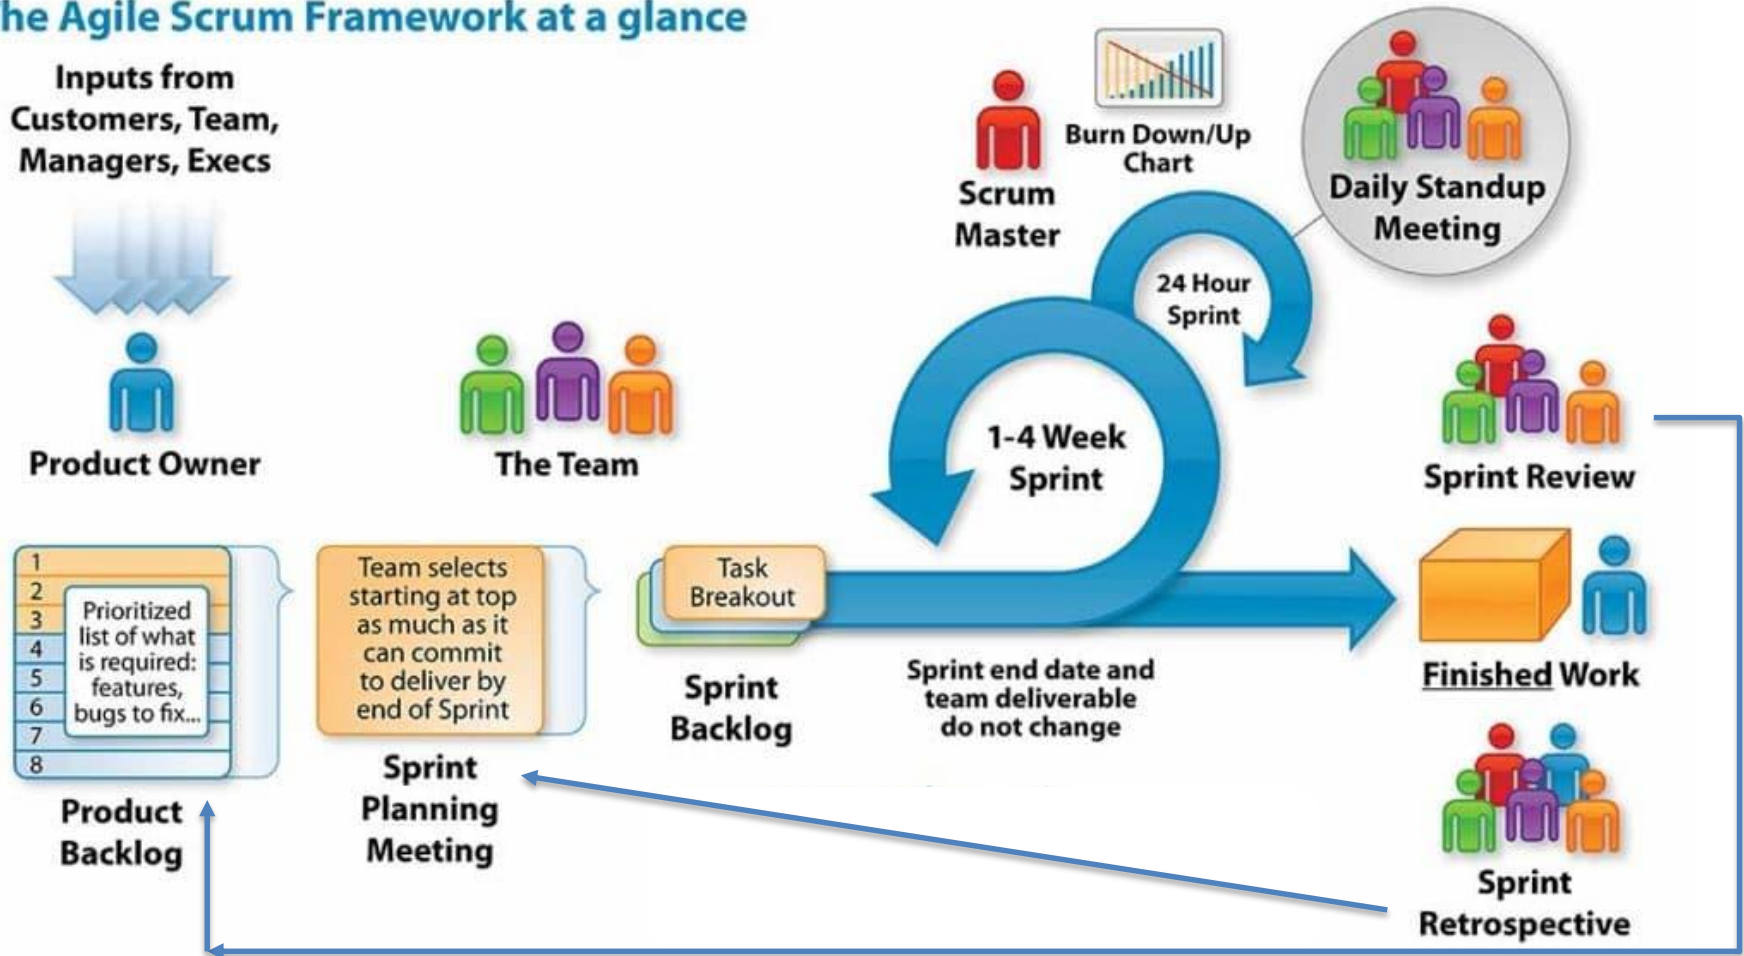 he Agile Scrum Framework at a glance
Inputs from
Customers, Team,
Managers, Execs
Product Owner
The Team
Scrum
Master
Burn Down/Up
Chart
Daily Standup
Meeting
24 Hour
Sprint
1-4 Week
Sprint
Sprint Review
1
2
3
4
5
6
7
8
Prioritized
list of what
is required:
features,
bugs to fix...
Product
Backlog
Team selects
starting at top
as much as it
can commit
to deliver by
end of Sprint
Sprint
Planning
Meeting
Task
Breakout
Sprint
Backlog
Sprint end date and
team deliverable
do not change
Finished Work
Sprint
Retrospective